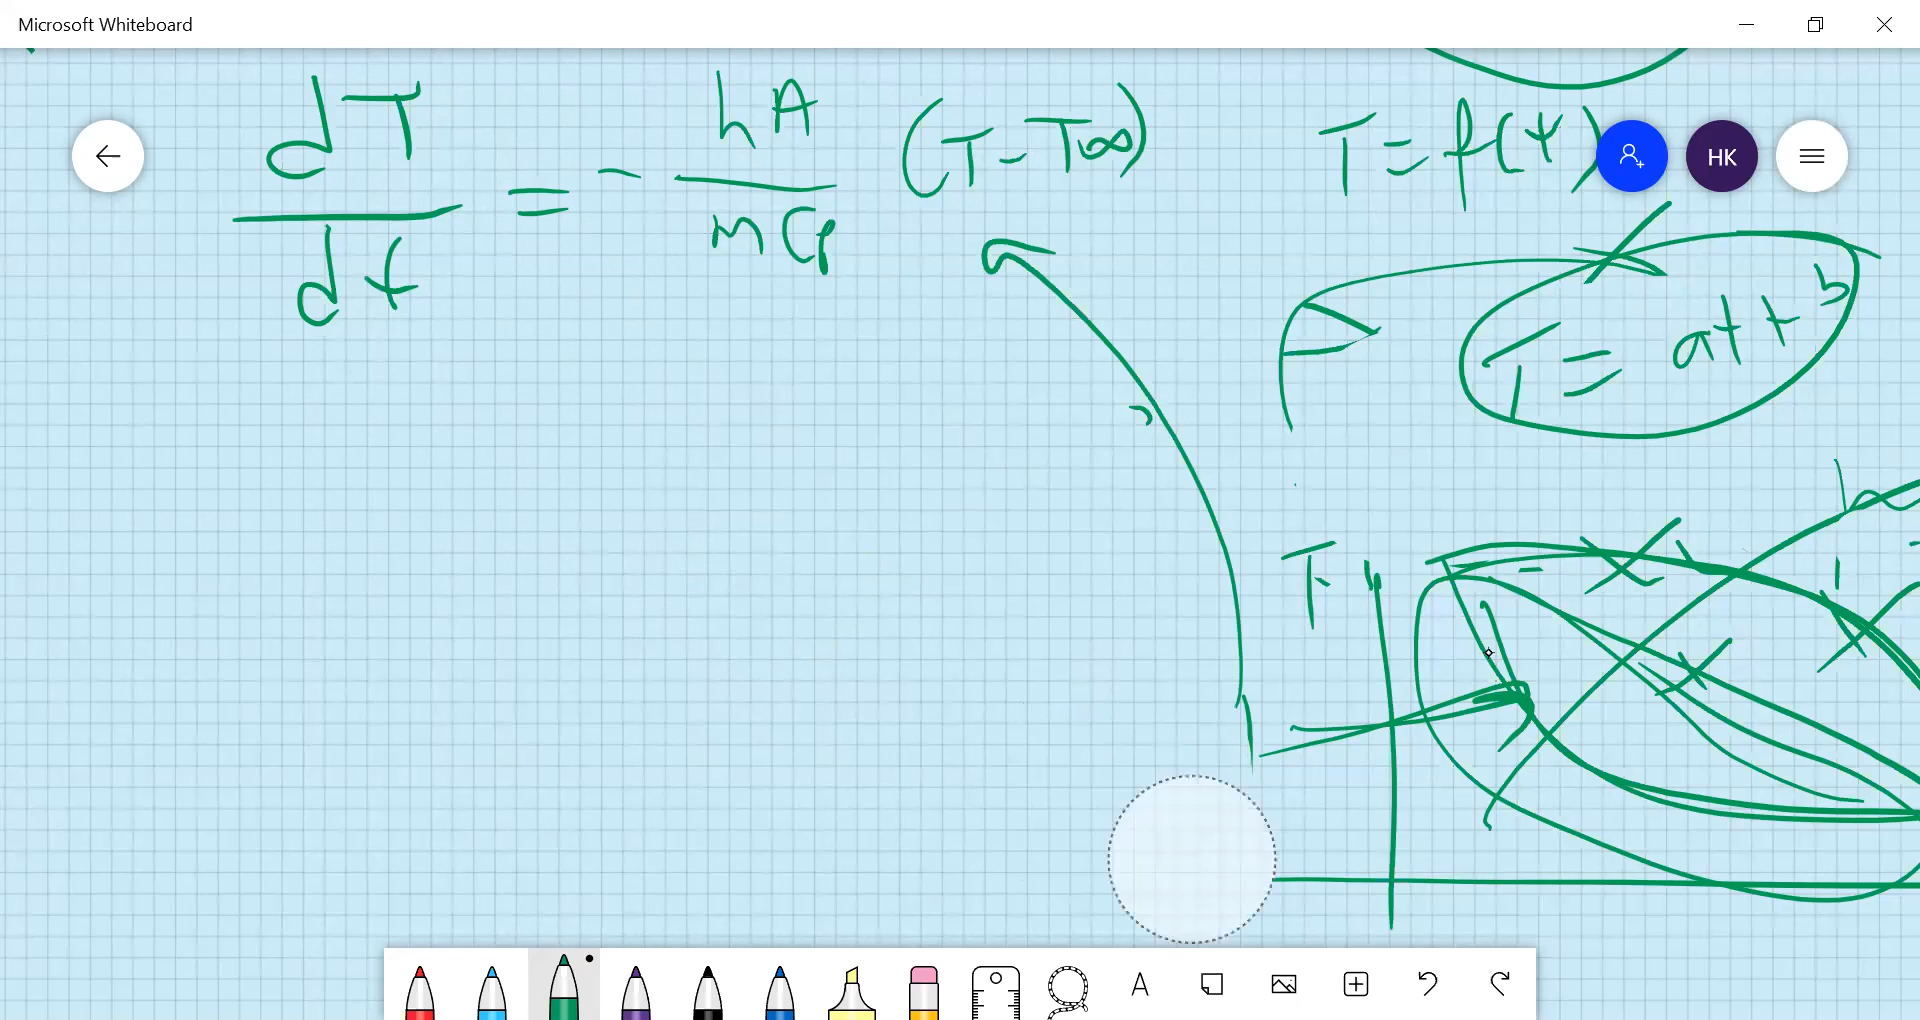 Microsoft Whiteboard
dT/dt = - hA/mCp (T - T∞)
T = f(t)
HK
T = at + b
T
A